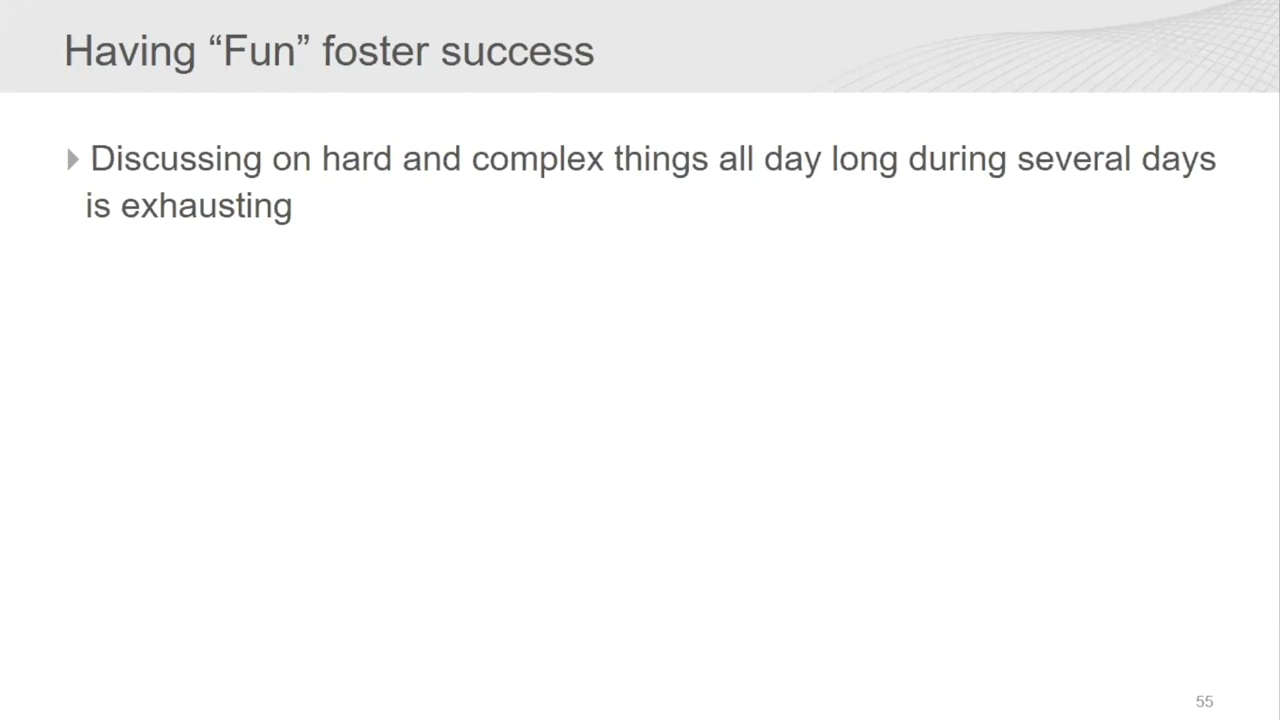 Having “Fun” foster success
Discussing on hard and complex things all day long during several days
is exhausting
55